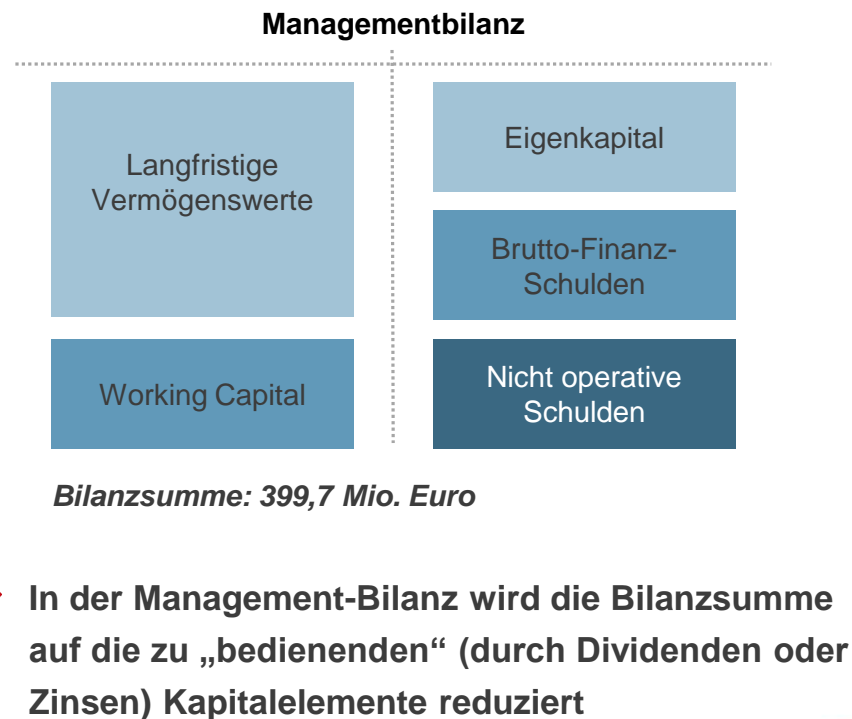 Managementbilanz
Langfristige
Vermögenswerte
Working Capital
Eigenkapital
Brutto-Finanz-
Schulden
Nicht operative
Schulden
Bilanzsumme: 399,7 Mio. Euro
In der Management-Bilanz wird die Bilanzsumme
auf die zu „bedienenden“ (durch Dividenden oder
Zinsen) Kapitalelemente reduziert